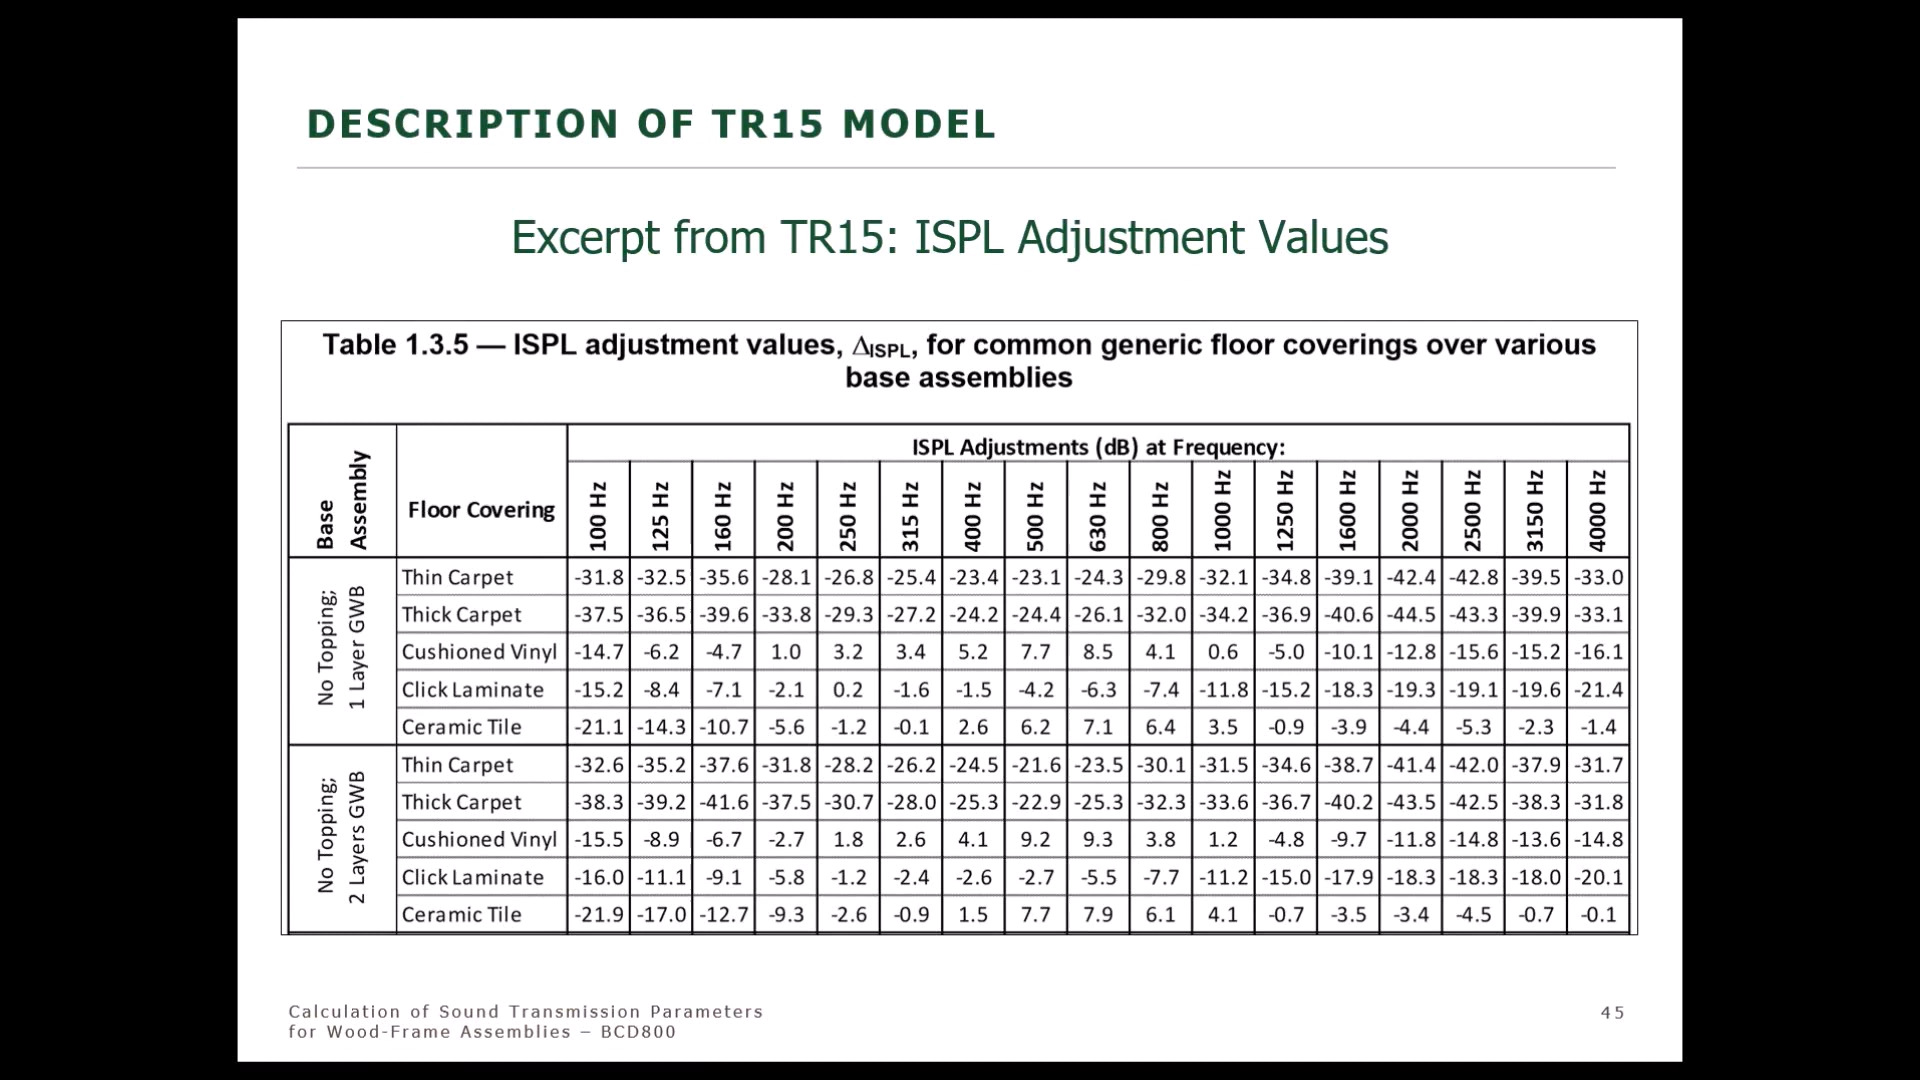 DESCRIPTION OF TR15 MODEL
Excerpt from TR15: ISPL Adjustment Values
Table 1.3.5 — ISPL adjustment values, ΔISPL, for common generic floor coverings over various
base assemblies
Base
Assembly
Floor Covering
ISPL Adjustments (dB) at Frequency:
100 Hz 125 Hz 160 Hz 200 Hz 250 Hz 315 Hz 400 Hz 500 Hz 630 Hz 800 Hz 1000 Hz 1250 Hz 1600 Hz 2000 Hz 2500 Hz 3150 Hz 4000 Hz
No Topping;
1 Layer GWB
Thin Carpet -31.8 -32.5 -35.6 -28.1 -26.8 -25.4 -23.4 -23.1 -24.3 -29.8 -32.1 -34.8 -39.1 -42.4 -42.8 -39.5 -33.0
Thick Carpet -37.5 -36.5 -39.6 -33.8 -29.3 -27.2 -24.2 -24.4 -26.1 -32.0 -34.2 -36.9 -40.6 -44.5 -43.3 -39.9 -33.1
Cushioned Vinyl -14.7 -6.2 -4.7 1.0 3.2 3.4 5.2 7.7 8.5 4.1 0.6 -5.0 -10.1 -12.8 -15.6 -15.2 -16.1
Click Laminate -15.2 -8.4 -7.1 -2.1 0.2 -1.6 -1.5 -4.2 -6.3 -7.4 -11.8 -15.2 -18.3 -19.3 -19.1 -19.6 -21.4
Ceramic Tile -21.1 -14.3 -10.7 -5.6 -1.2 -0.1 2.6 6.2 7.1 6.4 3.5 -0.9 -3.9 -4.4 -5.3 -2.3 -1.4
No Topping;
2 Layers GWB
Thin Carpet -32.6 -35.2 -37.6 -31.8 -28.2 -26.2 -24.5 -21.6 -23.5 -30.1 -31.5 -34.6 -38.7 -41.4 -42.0 -37.9 -31.7
Thick Carpet -38.3 -39.2 -41.6 -37.5 -30.7 -28.0 -25.3 -22.9 -25.3 -32.3 -33.6 -36.7 -40.2 -43.5 -42.5 -38.3 -31.8
Cushioned Vinyl -15.5 -8.9 -6.7 -2.7 1.8 2.6 4.1 9.2 9.3 3.8 1.2 -4.8 -9.7 -11.8 -14.8 -13.6 -14.8
Click Laminate -16.0 -11.1 -9.1 -5.8 -1.2 -2.4 -2.6 -2.7 -5.5 -7.7 -11.2 -15.0 -17.9 -18.3 -18.3 -18.0 -20.1
Ceramic Tile -21.9 -17.0 -12.7 -9.3 -2.6 -0.9 1.5 7.7 7.9 6.1 4.1 -0.7 -3.5 -3.4 -4.5 -0.7 -0.1
Calculation of Sound Transmission Parameters
for Wood-Frame Assemblies – BCD800
45